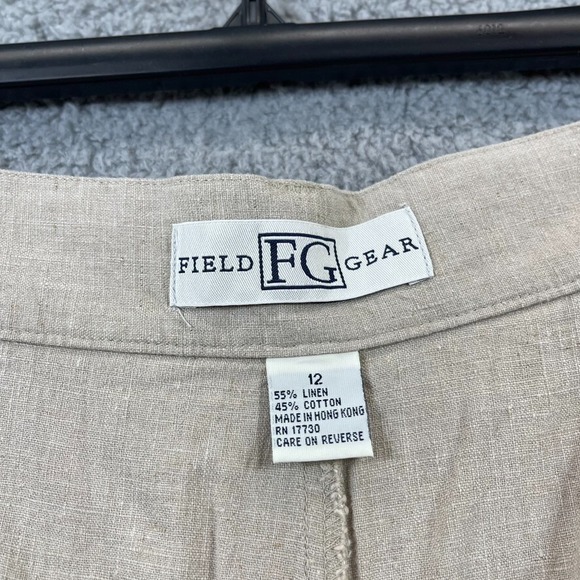 FIELD FG GEAR
12
55% LINEN
45% COTTON
MADE IN HONG KONG
RN 17730
CARE ON REVERSE